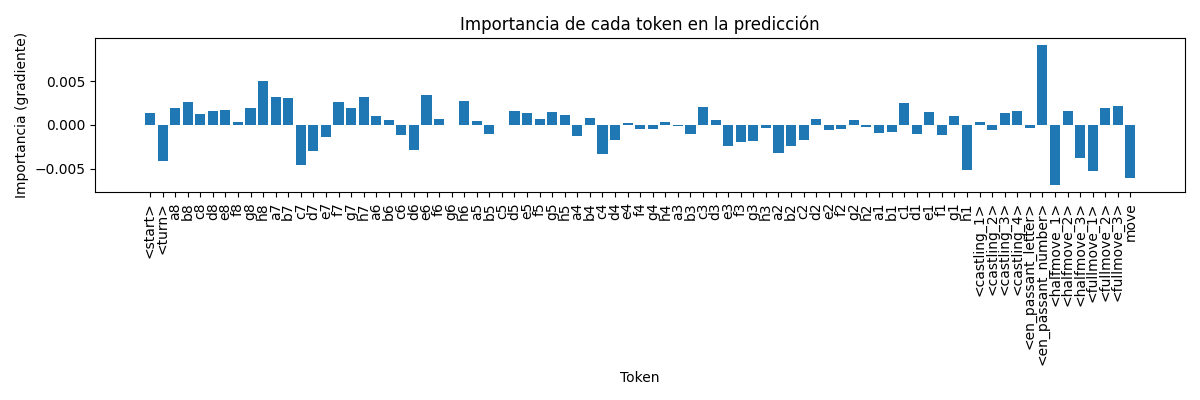 Importancia de cada token en la predicción
Importancia (gradiente)
0.005
0.000
−0.005
<start>
<turn>
a8
b8
c8
d8
e8
f8
g8
h8
a7
b7
c7
d7
e7
f7
g7
h7
a6
b6
c6
d6
e6
f6
g6
h6
a5
b5
c5
d5
e5
f5
g5
h5
a4
b4
c4
d4
e4
f4
g4
h4
a3
b3
c3
d3
e3
f3
g3
h3
a2
b2
c2
d2
e2
f2
g2
h2
a1
b1
c1
d1
e1
f1
g1
h1
<castling_1>
<castling_2>
<castling_3>
<castling_4>
<en_passant_letter>
<en_passant_number>
<halfmove_1>
<halfmove_2>
<halfmove_3>
<fullmove_1>
<fullmove_2>
<fullmove_3>
move
Token